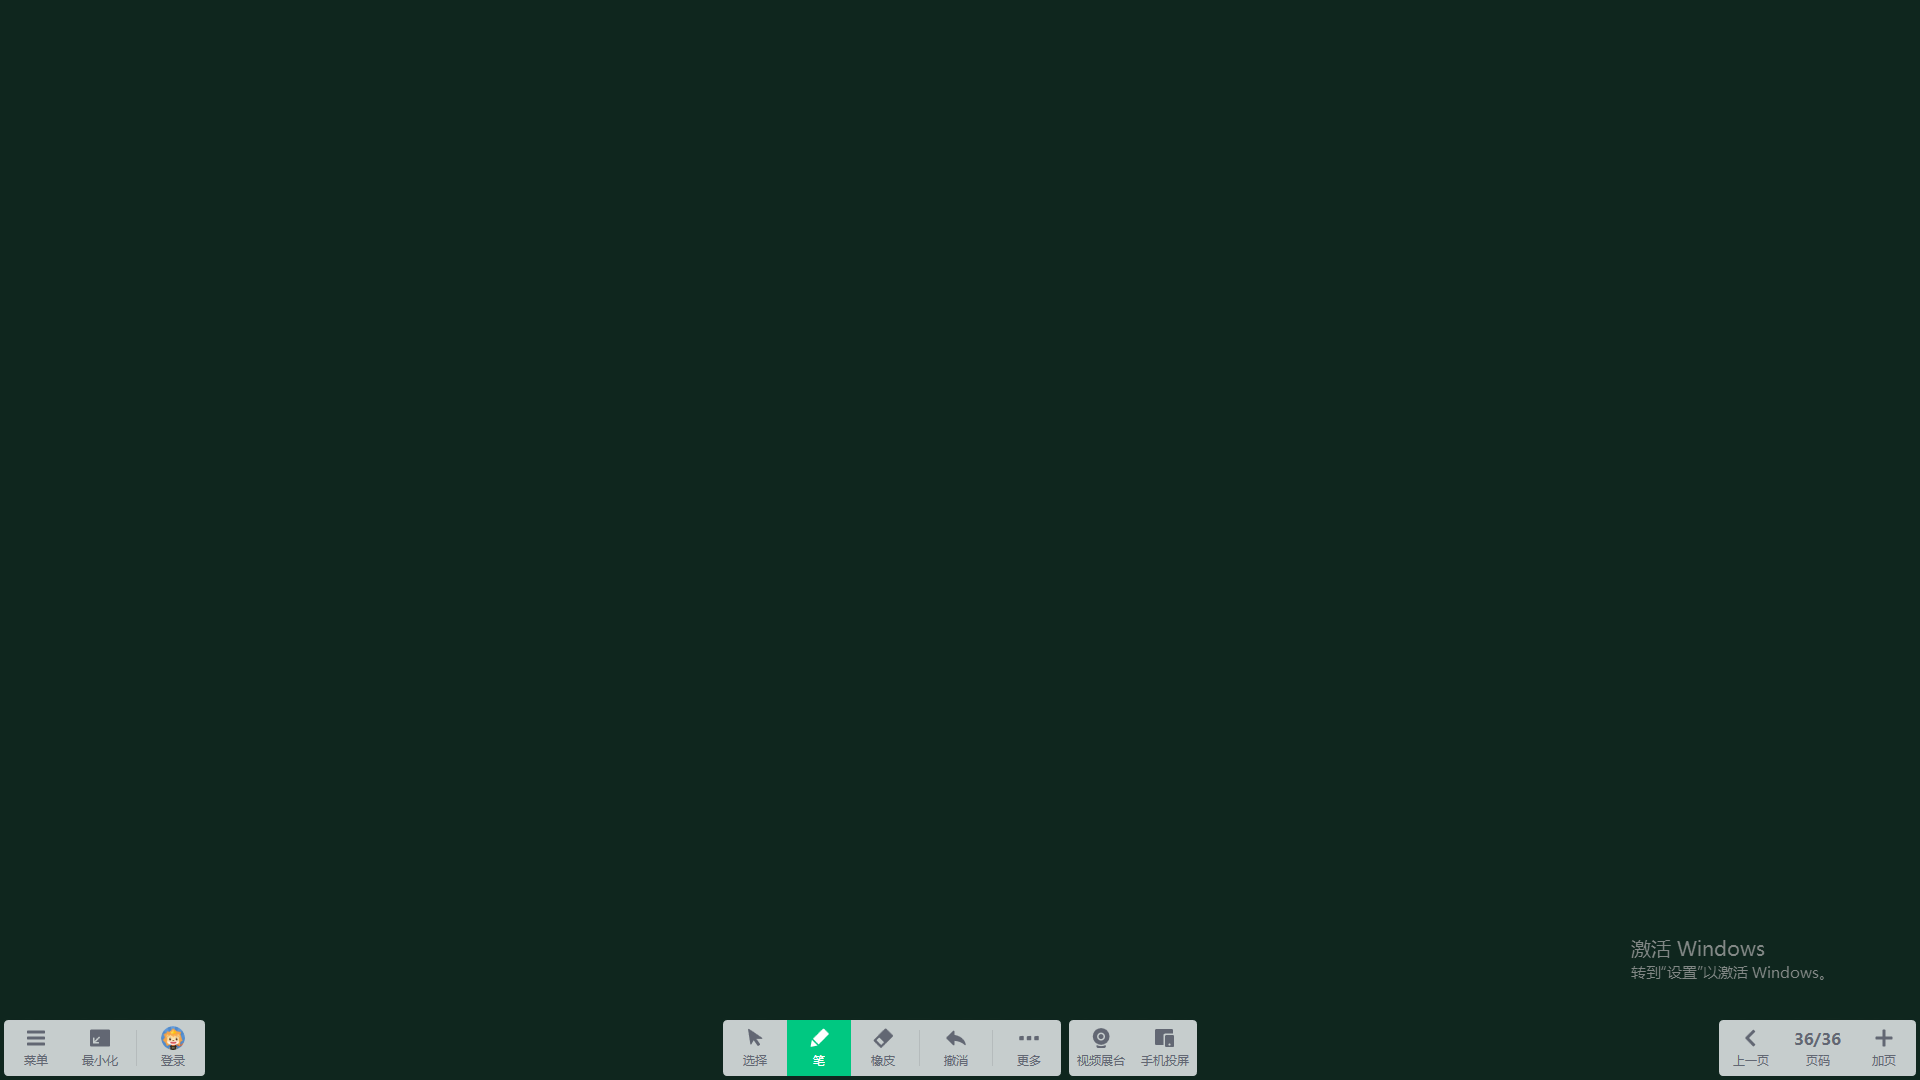 激活 Windows
转到“设置”以激活 Windows。
菜单
最小化
登录
选择
笔
橡皮
撤消
更多
视频展台
手机投屏
上一页
36/36
页码
加页